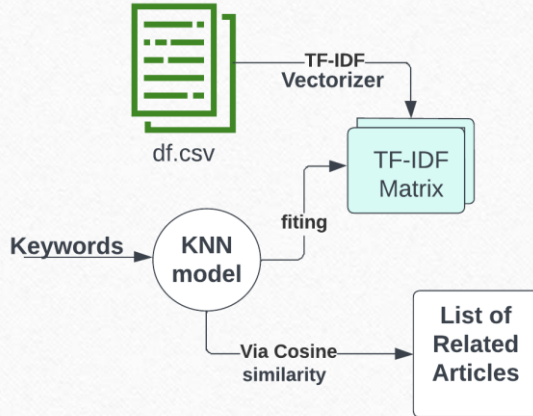 TF-IDF
Vectorizer
df.csv
TF-IDF
Matrix
fiting
Keywords
KNN
model
Via Cosine
similarity
List of
Related
Articles